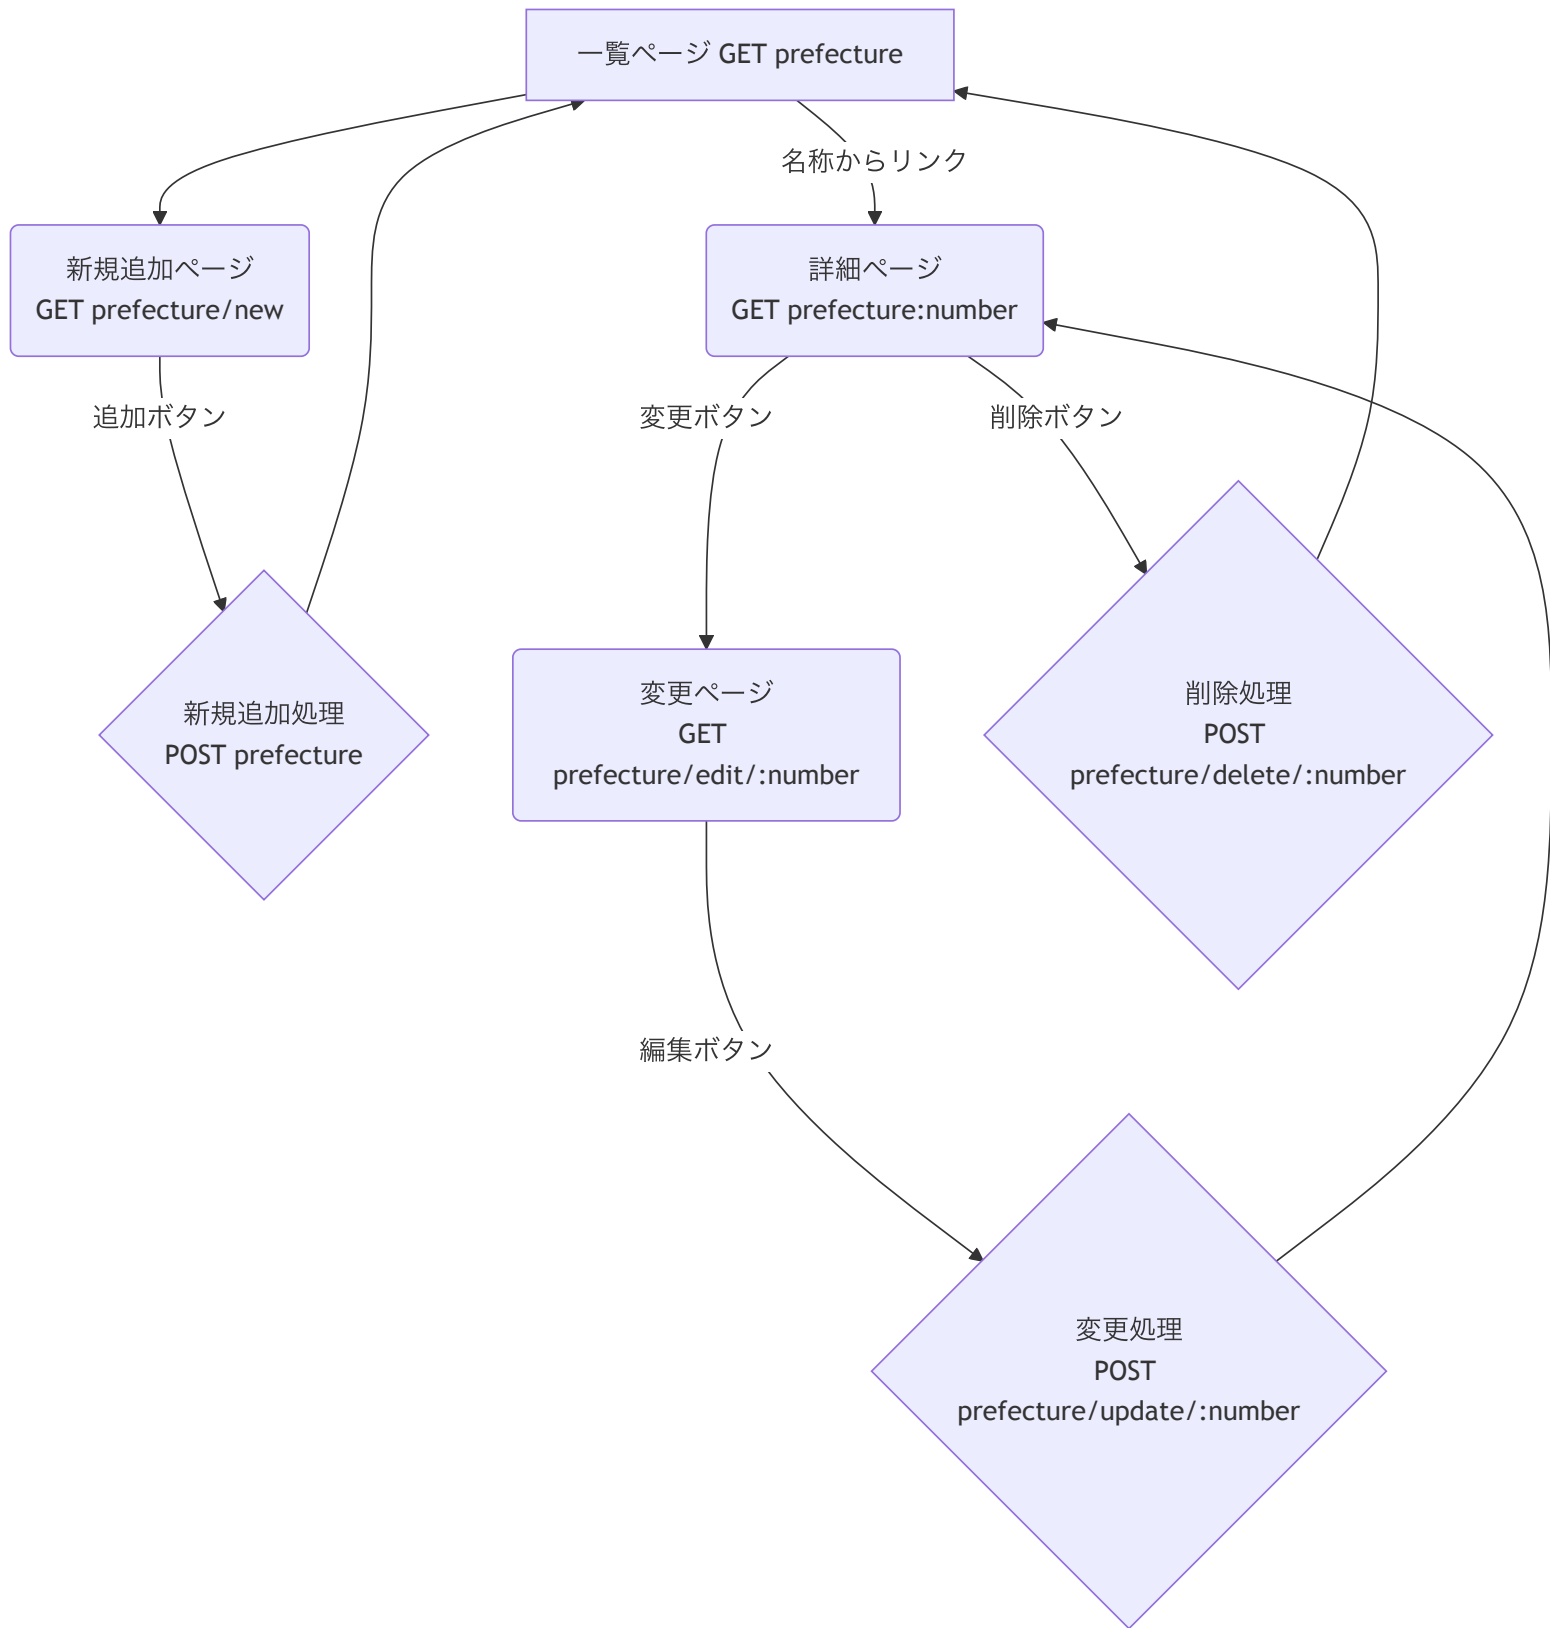 一覧ページ GET prefecture
名称からリンク
新規追加ページ
GET prefecture/new
詳細ページ
GET prefecture:number
追加ボタン
変更ボタン
削除ボタン
新規追加処理
POST prefecture
変更ページ
GET
prefecture/edit/:number
削除処理
POST
prefecture/delete/:number
編集ボタン
変更処理
POST
prefecture/update/:number